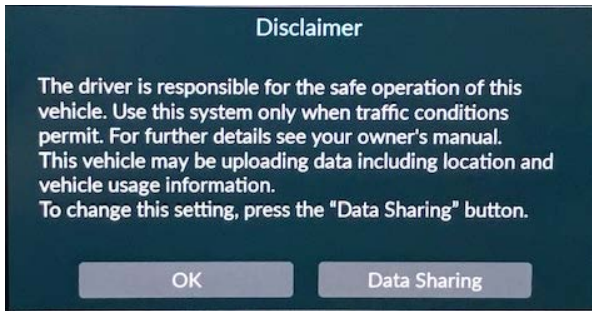 Disclaimer
The driver is responsible for the safe operation of this
vehicle. Use this system only when traffic conditions
permit. For further details see your owner's manual.
This vehicle may be uploading data including location and
vehicle usage information.
To change this setting, press the “Data Sharing” button.
OK
Data Sharing